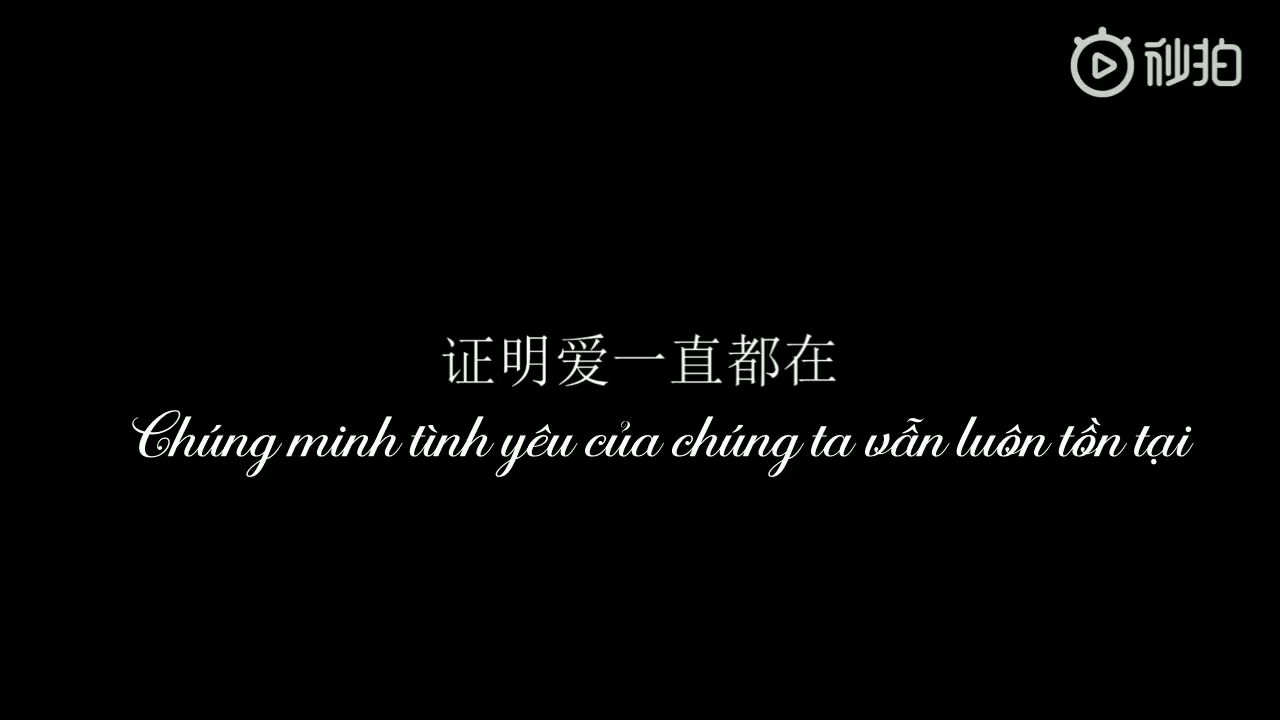 秒拍
证明爱一直都在
Chúng minh tình yêu của chúng ta vẫn luôn tồn tại